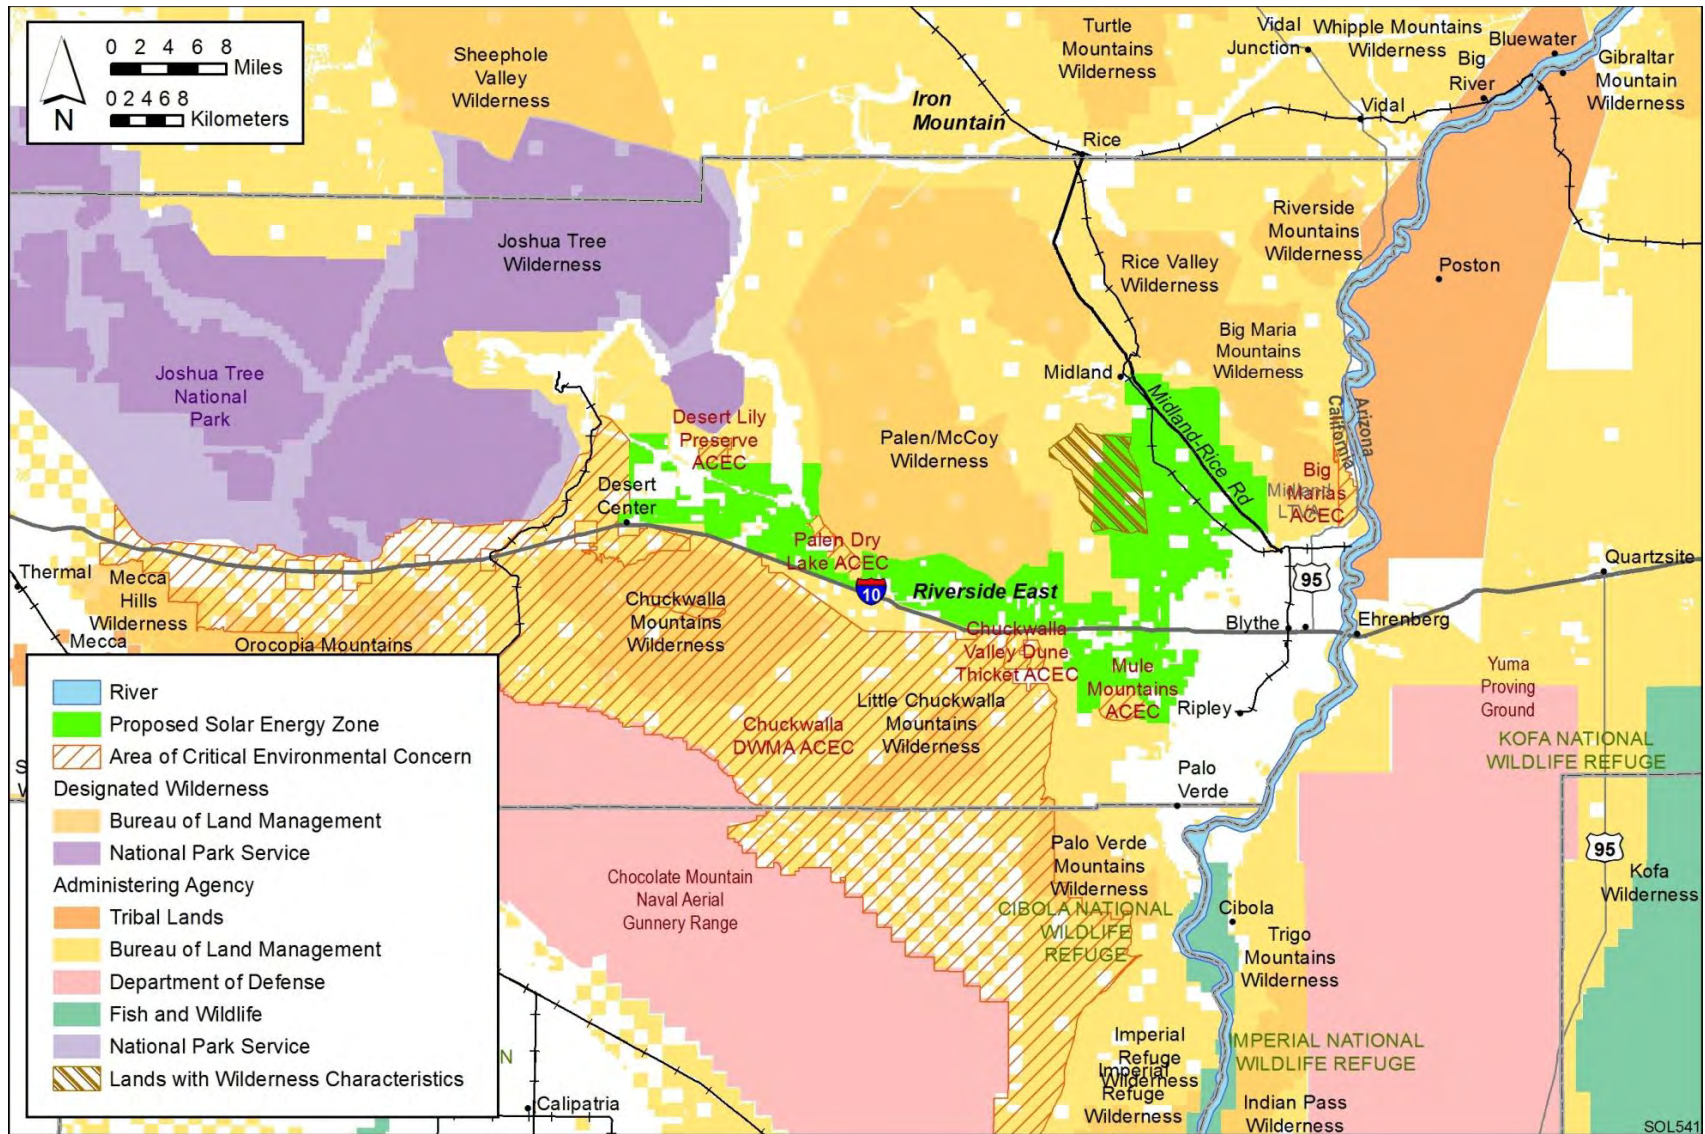 0 2 4 6 8
Miles
0 2 4 6 8
Kilometers
N
Sheephole
Valley
Wilderness
Turtle
Mountains
Wilderness
Vidal
Junction
Whipple Mountains
Wilderness
Bluewater
Big
River
Gibraltar
Mountain
Wilderness
Iron
Mountain
Vidal
Rice
Joshua Tree
Wilderness
Riverside
Mountains
Wilderness
Rice Valley
Wilderness
Poston
Big Maria
Mountains
Wilderness
Joshua Tree
National
Park
Midland
Midland-Rice Rd
Arizona
California
Desert Lily
Preserve
ACEC
Palen/McCoy
Wilderness
Desert
Center
Big
Marias
ACEC
Midland
LTVA
Palen Dry
Lake ACEC
10
Riverside East
95
Quartzsite
Thermal
Mecca
Hills
Wilderness
Mecca
Orocopia Mountains
Chuckwalla
Mountains
Wilderness
Blythe
Ehrenberg
Chuckwalla
Valley Dune
Thicket ACEC
Mule
Mountains
ACEC
Ripley
Yuma
Proving
Ground
Little Chuckwalla
Mountains
Wilderness
Chuckwalla
DWMA ACEC
KOFA NATIONAL
WILDLIFE REFUGE
Palo
Verde
95
Kofa
Wilderness
Palo Verde
Mountains
Wilderness
Chocolate Mountain
Naval Aerial
Gunnery Range
CIBOLA NATIONAL
WILDLIFE
REFUGE
Cibola
Trigo
Mountains
Wilderness
Imperial
Refuge
Wilderness
Imperial
Refuge
Wilderness
IMPERIAL NATIONAL
WILDLIFE REFUGE
Indian Pass
Wilderness
Calipatria
N
River
Proposed Solar Energy Zone
Area of Critical Environmental Concern
Designated Wilderness
Bureau of Land Management
National Park Service
Administering Agency
Tribal Lands
Bureau of Land Management
Department of Defense
Fish and Wildlife
National Park Service
Lands with Wilderness Characteristics
SOL541